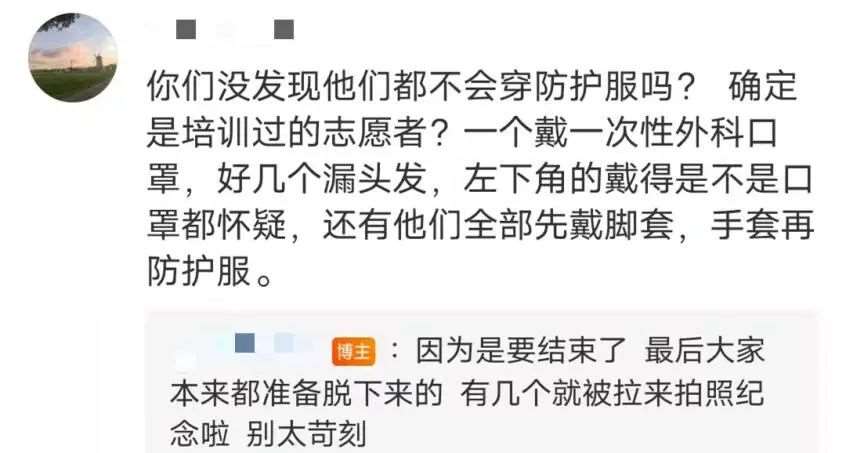 你们没发现他们都不会穿防护服吗？ 确定
是培训过的志愿者？一个戴一次性外科口
罩，好几个漏头发，左下角的戴得是不是口
罩都怀疑，还有他们全部先戴脚套，手套再
防护服。
博主 ：因为是要结束了 最后大家
本来都准备脱下来的 有几个就被拉来拍照纪
念啦 别太苛刻